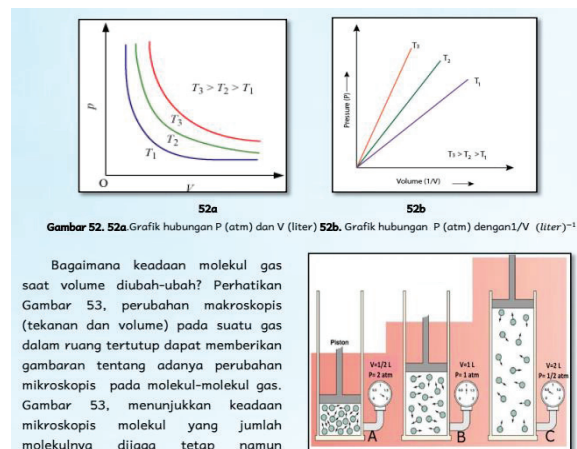 p
T3 > T2 > T1
T3
T2
T1
O
V
Pressure (P)
T3
T2
T1
T3 > T2 > T1
Volume (1/V)
52a
52b
Gambar 52. 52a.Grafik hubungan P (atm) dan V (liter) 52b. Grafik hubungan P (atm) dengan1/V (liter)⁻¹
Bagaimana keadaan molekul gas
saat volume diubah-ubah? Perhatikan
Gambar 53, perubahan makroskopis
(tekanan dan volume) pada suatu gas
dalam ruang tertutup dapat memberikan
gambaran tentang adanya perubahan
mikroskopis pada molekul-molekul gas.
Gambar 53, menunjukkan keadaan
mikroskopis molekul yang jumlah
molekulnya dijaga tetap namun
Piston
V=1/2 L
P= 2 atm
A
V=1 L
P= 1 atm
B
V=2 L
P= 1/2 atm
C